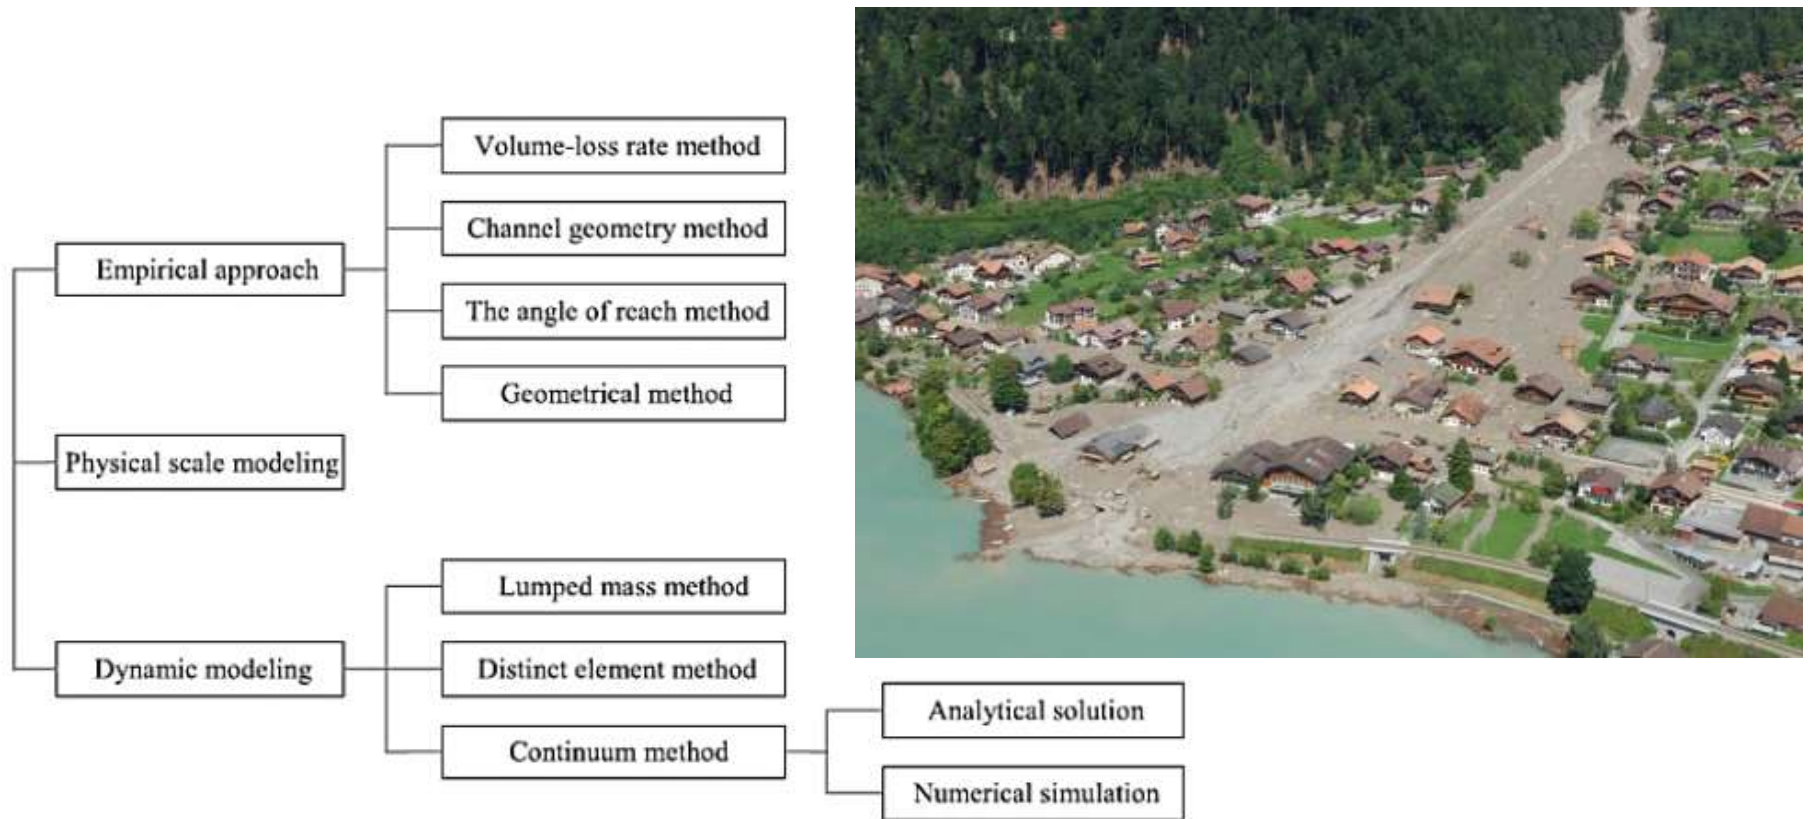 Volume-loss rate method
Channel geometry method
Empirical approach
The angle of reach method
Geometrical method
Physical scale modeling
Lumped mass method
Dynamic modeling
Distinct element method
Analytical solution
Continuum method
Numerical simulation